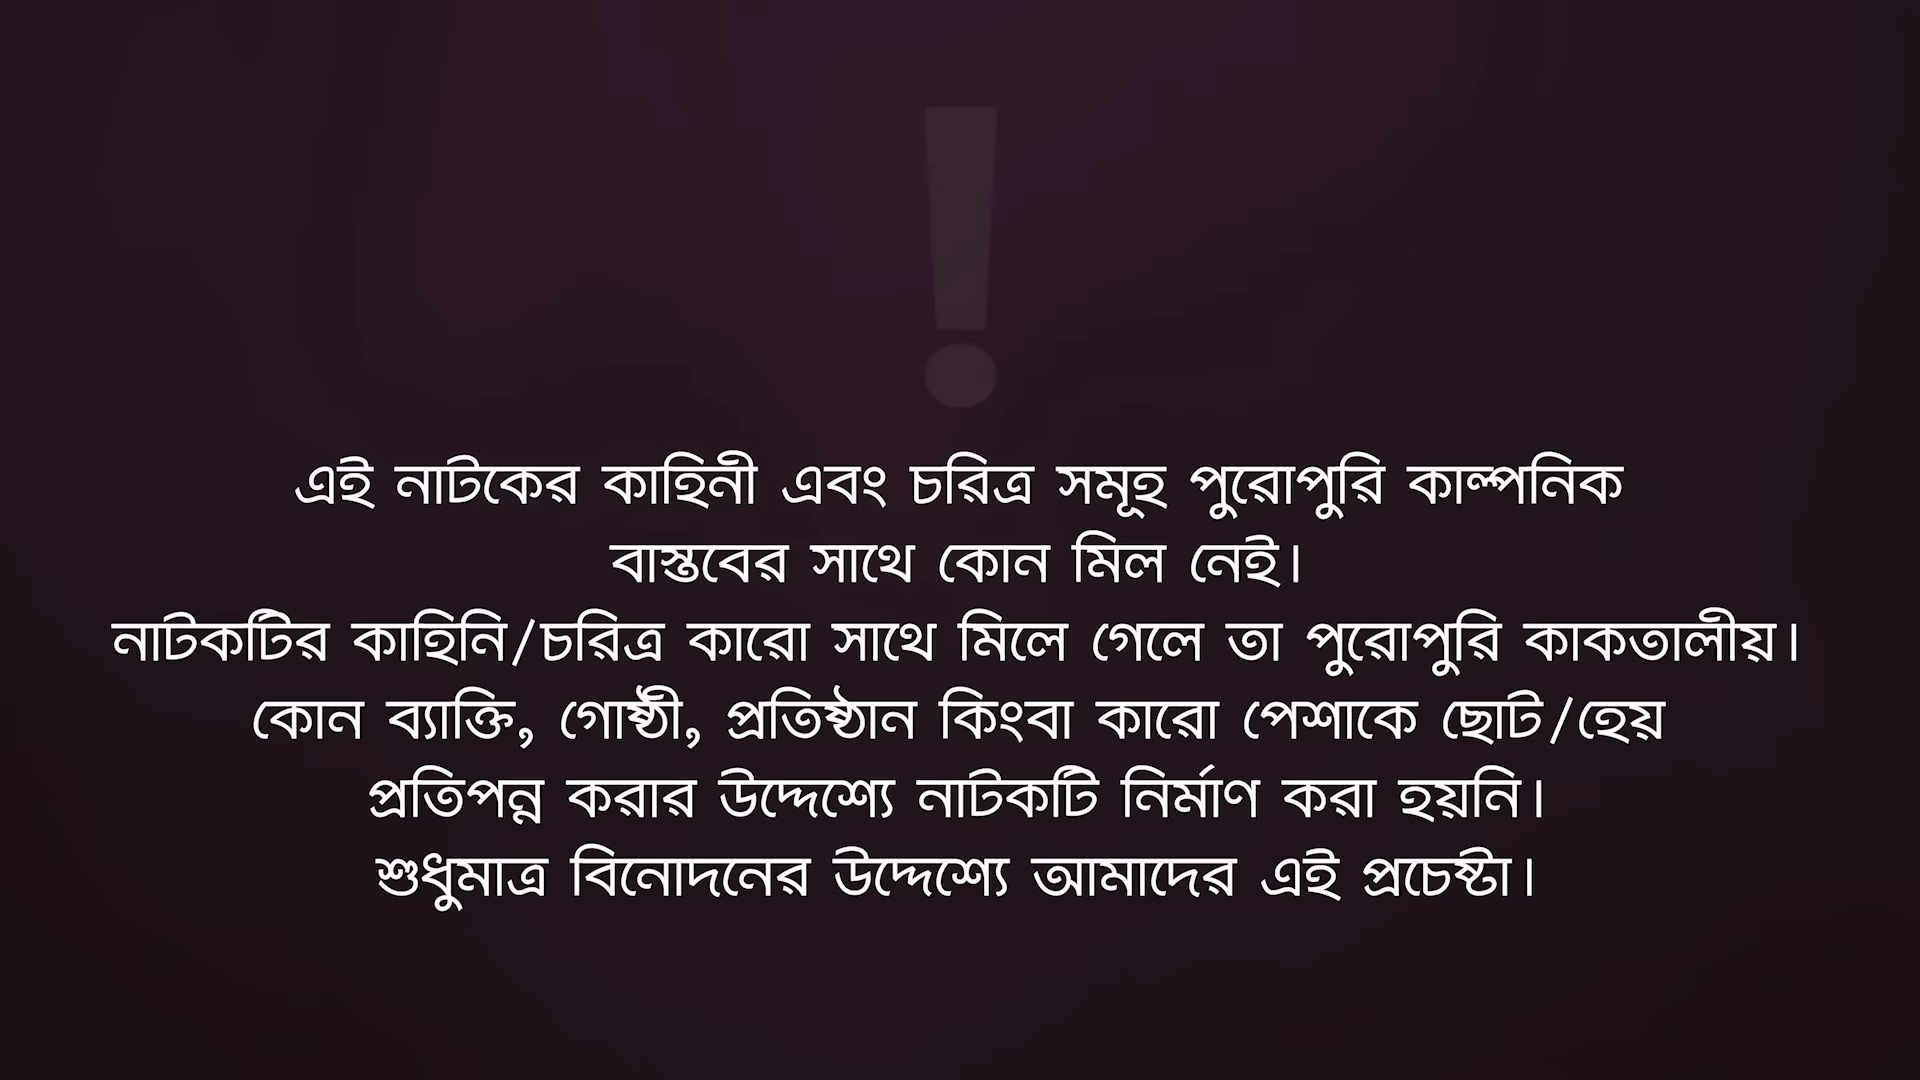 এই নাটকের কাহিনী এবং চরিত্র সমূহ পুরোপুরি কাল্পনিক
বাস্তবের সাথে কোন মিল নেই।
নাটকটির কাহিনি/চরিত্র কারো সাথে মিলে গেলে তা পুরোপুরি কাকতালীয়।
কোন ব্যাক্তি, গোষ্ঠী, প্রতিষ্ঠান কিংবা কারো পেশাকে ছোট/হেয়
প্রতিপন্ন করার উদ্দেশ্যে নাটকটি নির্মাণ করা হয়নি।
শুধুমাত্র বিনোদনের উদ্দেশ্যে আমাদের এই প্রচেষ্টা।